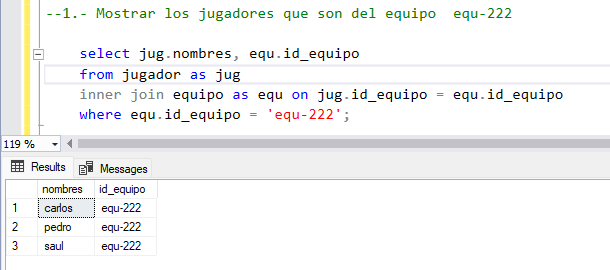 --1.- Mostrar los jugadores que son del equipo  equ-222
select jug.nombres, equ.id_equipo
from jugador as jug
inner join equipo as equ on jug.id_equipo = equ.id_equipo
where equ.id_equipo = 'equ-222';
119 %
Results Messages
nombres id_equipo
1 carlos equ-222
2 pedro equ-222
3 saul equ-222